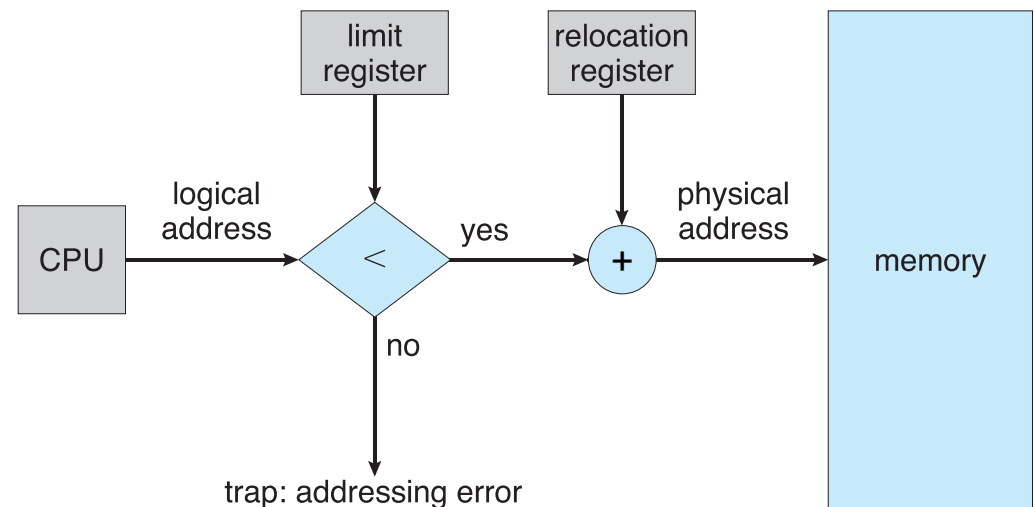 limit
register
relocation
register
logical
address
physical
address
CPU
<
yes
+
memory
no
trap: addressing error